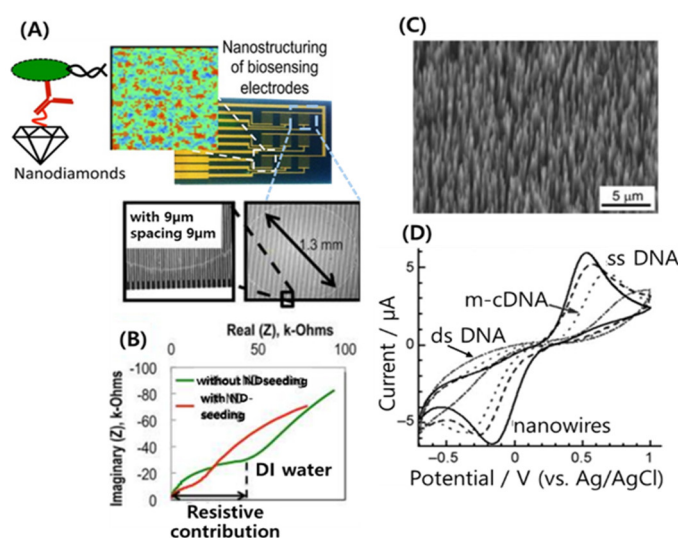 (A)
Nanostructuring
of biosensing
electrodes
Nanodiamonds
with 9µm
spacing 9µm
1.3 mm
(B)
Real (Z), k-Ohms
0
50
100
Imaginary (Z), k-Ohms
-100
-80
-60
-40
-20
0
without ND seeding
with ND-
seeding
DI water
Resistive
contribution
(C)
5 µm
(D)
ss DNA
m-cDNA
ds DNA
nanowires
Current / µA
5
0
-5
-0.5
0
0.5
1
Potential / V (vs. Ag/AgCl)